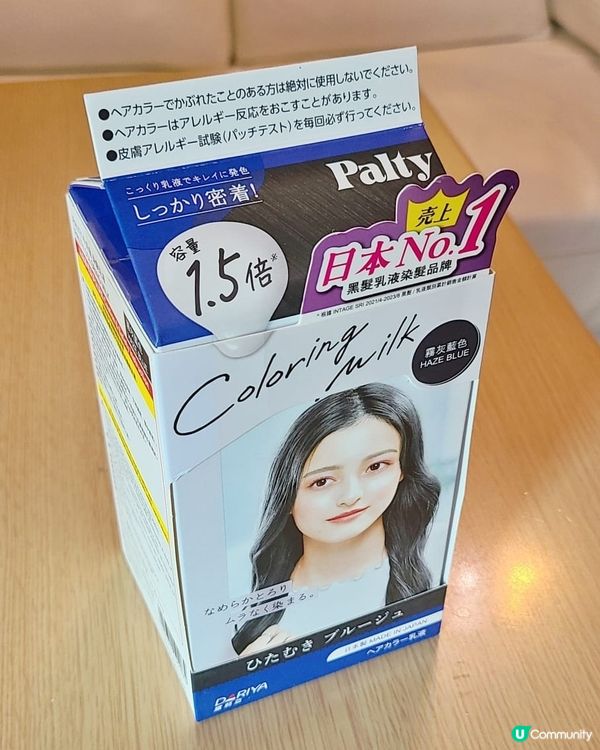 ●ヘアカラーでかぶれたことのある方は絶対に使用しないでください。
●ヘアカラーはアレルギー反応をおこすことがあります。
●皮膚アレルギー試験(パッチテスト)を毎回必ず行ってください。
Palty
こっくり乳液でキレイに発色
しっかり密着!
容量
1.5倍※
売上
日本No.1
黑髮乳液染髮品牌
Coloring milk
霧灰藍色
HAZE BLUE
なめらかとろり
ムラなく染まる。
ひたむき ブルージュ
日本製 MADE IN JAPAN
ヘアカラー乳液
DARIYA
U Community